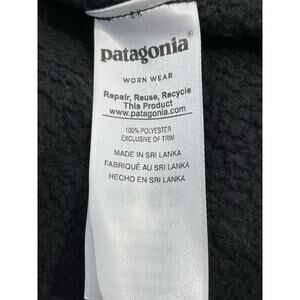 patagonia
WORN WEAR
Repair, Reuse, Recycle
This Product
www.patagonia.com
100% POLYESTER
EXCLUSIVE OF TRIM
MADE IN SRI LANKA
FABRIQUÉ AU SRI LANKA
HECHO EN SRI LANKA